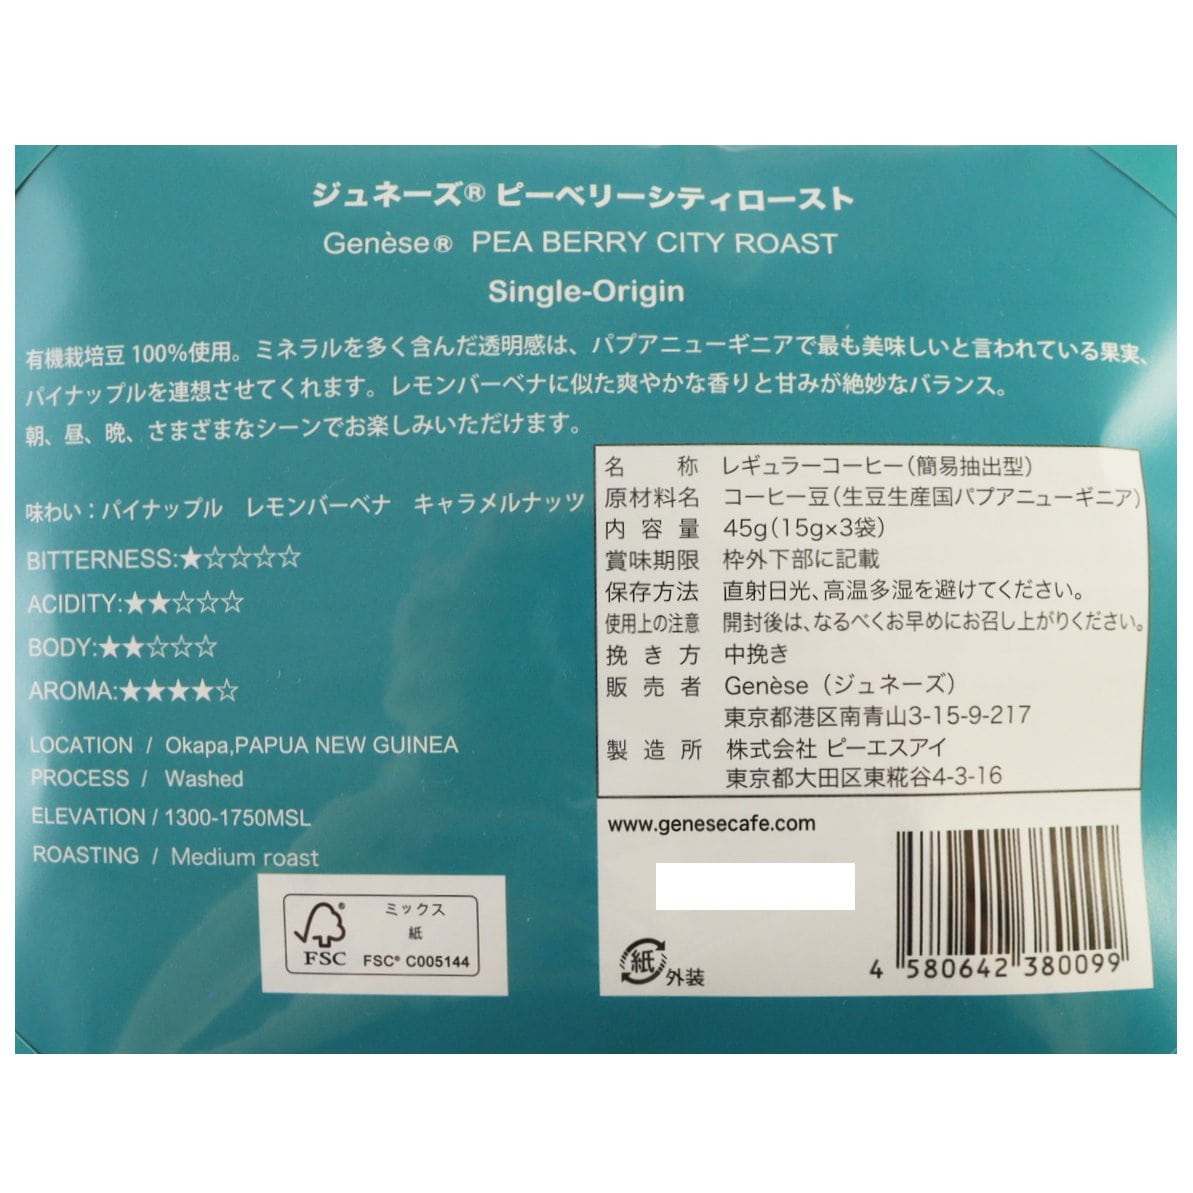 ジュネーズ® ピーベリーシティロースト
Genèse® PEA BERRY CITY ROAST
Single-Origin
有機栽培豆100%使用。ミネラルを多く含んだ透明感は、パプアニューギニアで最も美味しいと言われている果実、
パイナップルを連想させてくれます。レモンバーベナに似た爽やかな香りと甘みが絶妙なバランス。
朝、昼、晩、さまざまなシーンでお楽しみいただけます。
味わい：パイナップル　レモンバーベナ　キャラメルナッツ
BITTERNESS:★☆☆☆☆
ACIDITY:★★☆☆☆
BODY:★★☆☆☆
AROMA:★★★★☆
LOCATION / Okapa,PAPUA NEW GUINEA
PROCESS / Washed
ELEVATION / 1300-1750MSL
ROASTING / Medium roast
ミックス
紙
FSC® C005144
FSC
名称 レギュラーコーヒー（簡易抽出型）
原材料名 コーヒー豆（生豆生産国パプアニューギニア）
内容量 45g（15g×3袋）
賞味期限 枠外下部に記載
保存方法 直射日光、高温多湿を避けてください。
使用上の注意 開封後は、なるべくお早めにお召し上がりください。
挽き方 中挽き
販売者 Genèse（ジュネーズ）
東京都港区南青山3-15-9-217
製造所 株式会社 ピーエスアイ
東京都大田区東糀谷4-3-16
www.genesecafe.com
紙 外装
4 580642 380099